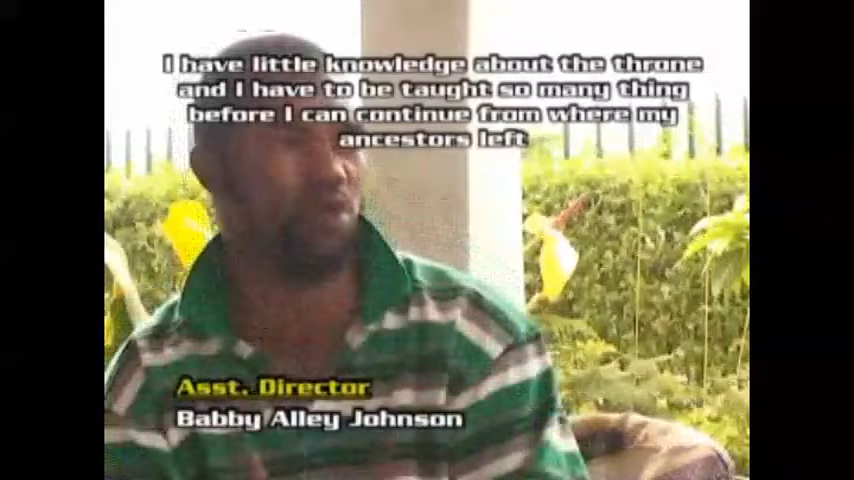 I have little knowledge about the throne
and I have to be taught so many thing
before I can continue from where my
ancestors left
Asst. Director
Babby Alley Johnson